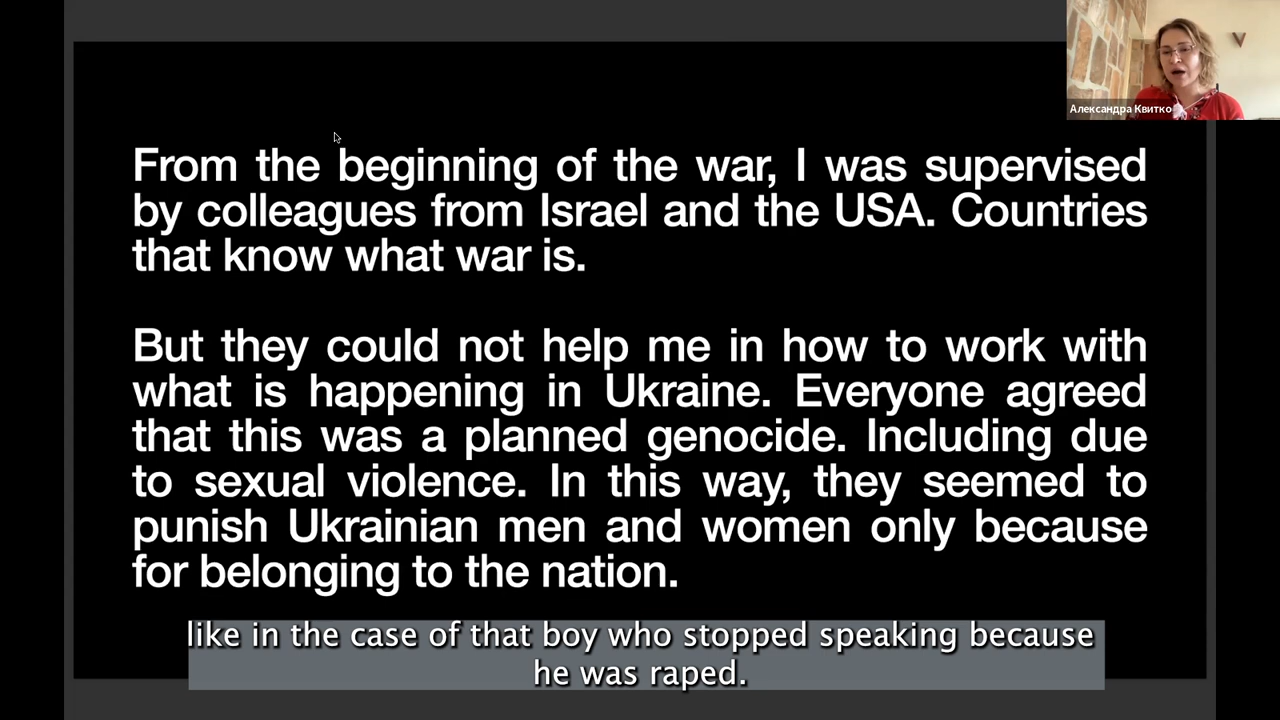 Александра Квитко
From the beginning of the war, I was supervised
by colleagues from Israel and the USA. Countries
that know what war is.
But they could not help me in how to work with
what is happening in Ukraine. Everyone agreed
that this was a planned genocide. Including due
to sexual violence. In this way, they seemed to
punish Ukrainian men and women only because
for belonging to the nation.
like in the case of that boy who stopped speaking because
he was raped.